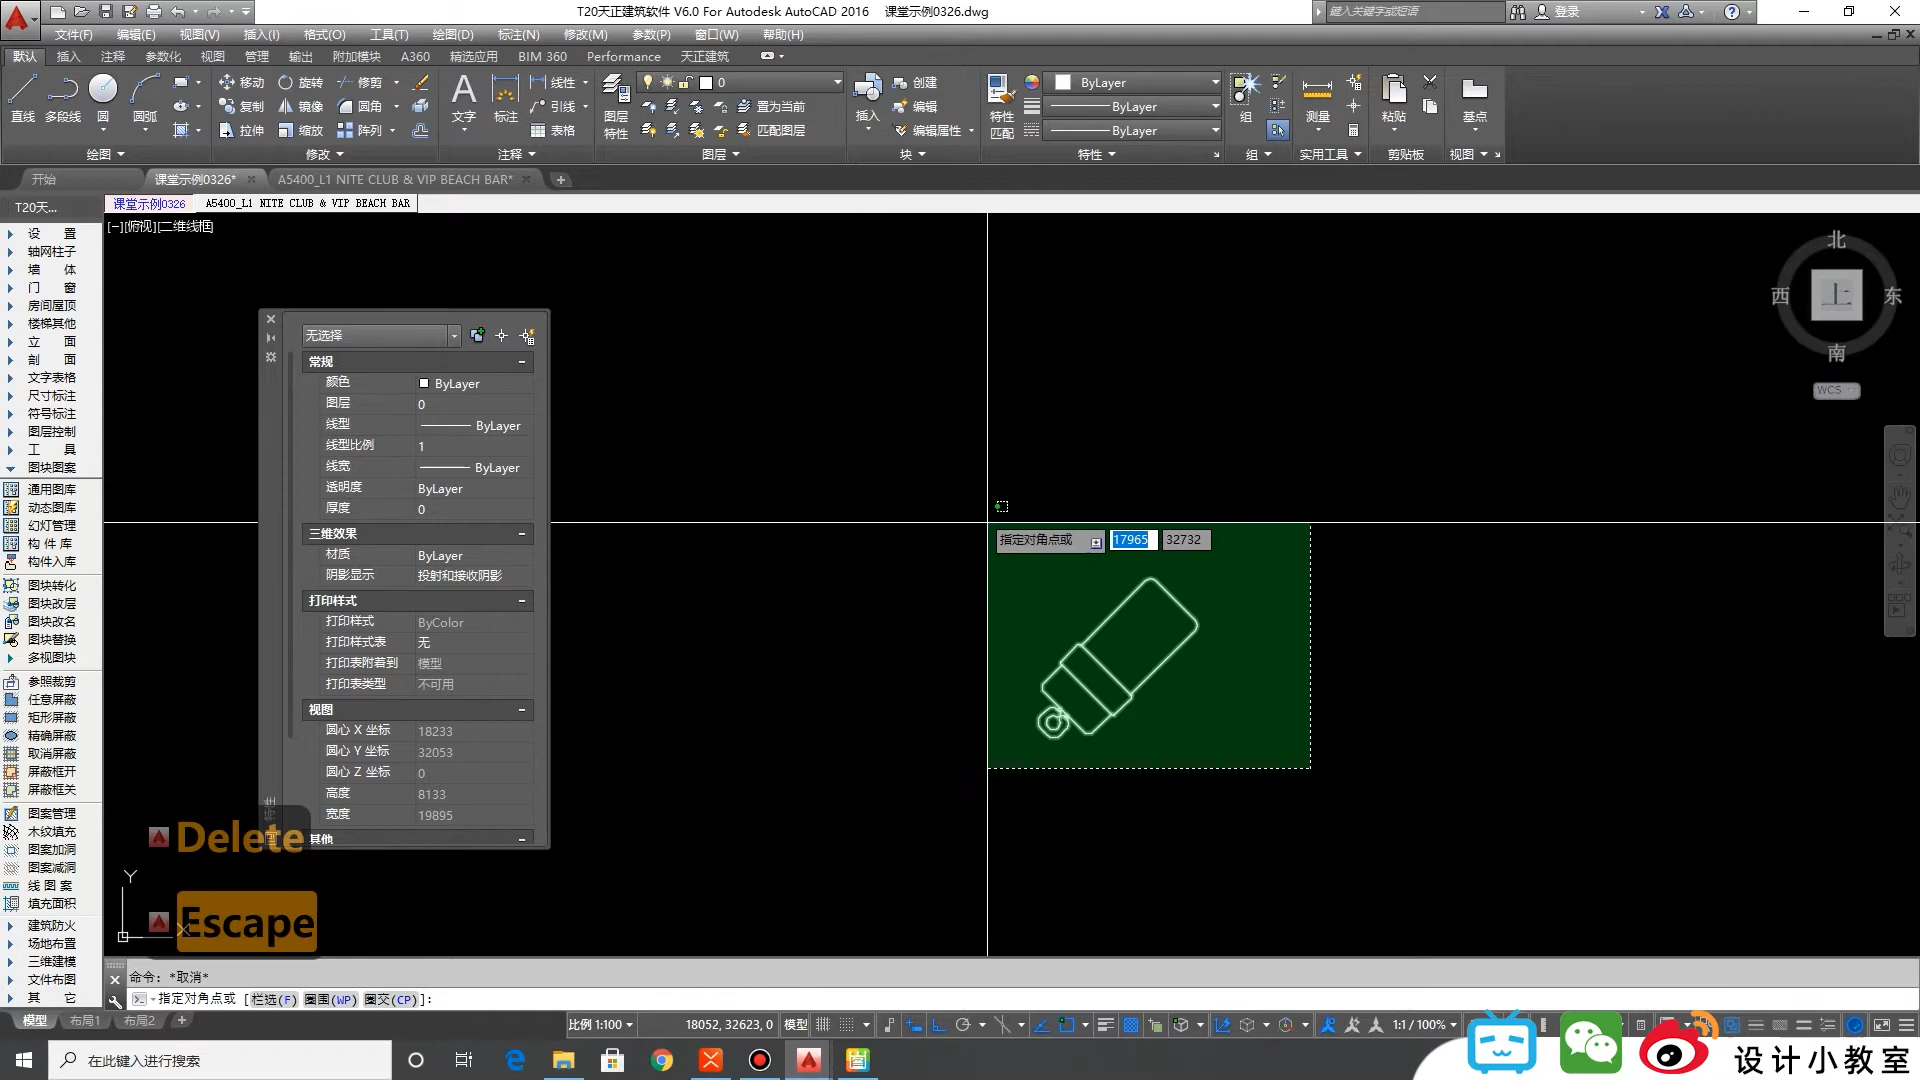 T20天正建筑软件 V6.0 For Autodesk AutoCAD 2016 课堂示例0326.dwg
键入关键字或短语
登录
文件(F) 编辑(E) 视图(V) 插入(I) 格式(O) 工具(T) 绘图(D) 标注(N) 修改(M) 参数(P) 窗口(W) 帮助(H)
默认 插入 注释 参数化 视图 管理 输出 附加模块 A360 精选应用 BIM 360 Performance 天正建筑
直线 多段线 圆 圆弧
移动 旋转 修剪
复制 镜像 圆角
拉伸 缩放 阵列
文字 标注
线性
引线
表格
图层特性
0
置为当前
匹配图层
插入
创建
编辑
编辑属性
特性匹配
ByLayer
ByLayer
ByLayer
组
测量
粘贴
基点
绘图 修改 注释 图层 块 特性 组 实用工具 剪贴板 视图
开始 课堂示例0326* A5400_L1 NITE CLUB & VIP BEACH BAR*
T20天...
课堂示例0326 A5400_L1 NITE CLUB & VIP BEACH BAR
[−][俯视][二维线框]
设 置
轴网柱子
墙 体
门 窗
房间屋顶
楼梯其他
立 面
剖 面
文字表格
尺寸标注
符号标注
图层控制
工 具
图块图案
通用图库
动态图库
幻灯管理
构 件 库
构件入库
图块转化
图块改层
图块改名
图块替换
多视图块
参照裁剪
任意屏蔽
矩形屏蔽
精确屏蔽
取消屏蔽
屏蔽框开
屏蔽框关
图案管理
木纹填充
图案加洞
图案减洞
线 图 案
填充面积
建筑防火
场地布置
三维建模
文件布图
其 它
无选择
常规
颜色 ByLayer
图层 0
线型 ByLayer
线型比例 1
线宽 ByLayer
透明度 ByLayer
厚度 0
三维效果
材质 ByLayer
阴影显示 投射和接收阴影
打印样式
打印样式 ByColor
打印样式表 无
打印表附着到 模型
打印表类型 不可用
视图
圆心 X 坐标 18233
圆心 Y 坐标 32053
圆心 Z 坐标 0
高度 8133
宽度 19895
其他
特性
北
西 上 东
南
WCS
指定对角点或 17965 32732
Delete
Escape
Y
X
命令: *取消*
指定对角点或 [栏选(F) 圈围(WP) 圈交(CP)]:
模型 布局1 布局2
比例 1:100 18052, 32623, 0 模型 1:1 / 100%
在此键入进行搜索
设计小教室